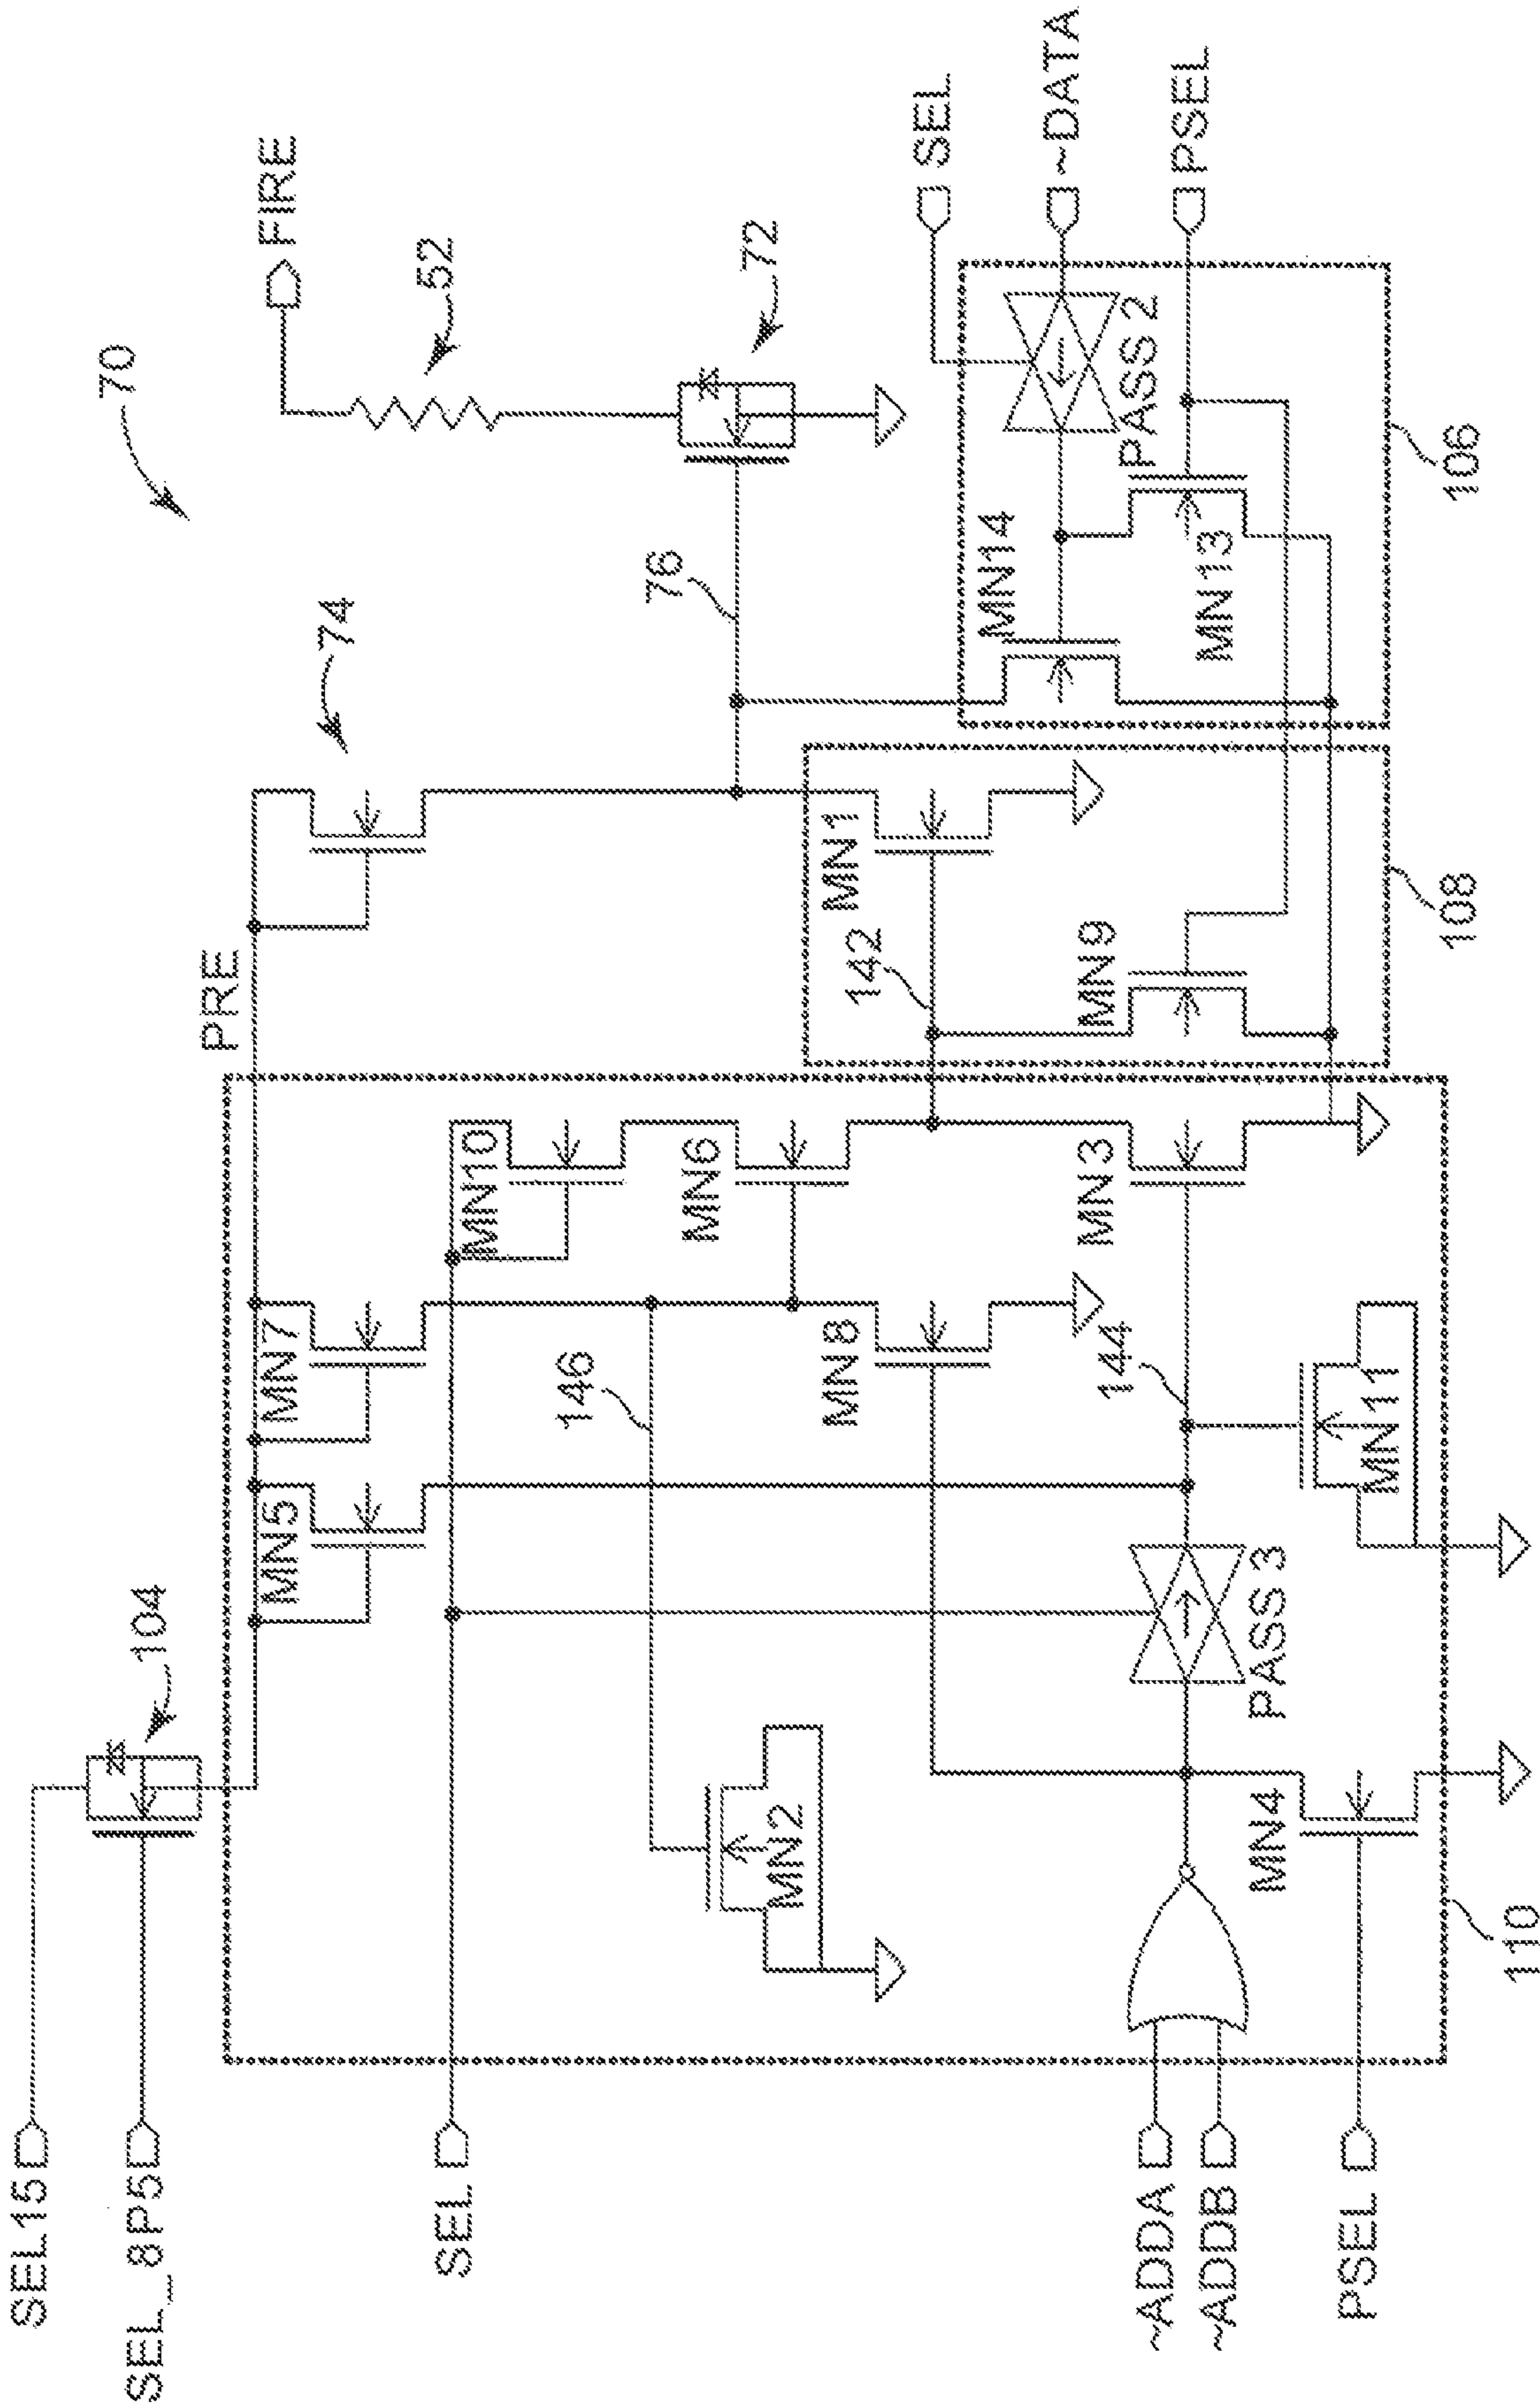 70
SEL15
104
SEL_8P5
PRE
74
FIRE
52
MN5
MN7
SEL
MN10
146
MN6
76
72
MN2
MN8
142
MN1
SEL
MN14
~DATA
~ADDA
~ADDB
144
MN3
MN9
PASS 2
PSEL
MN4
PASS 3
MN13
PSEL
MN11
110
108
106